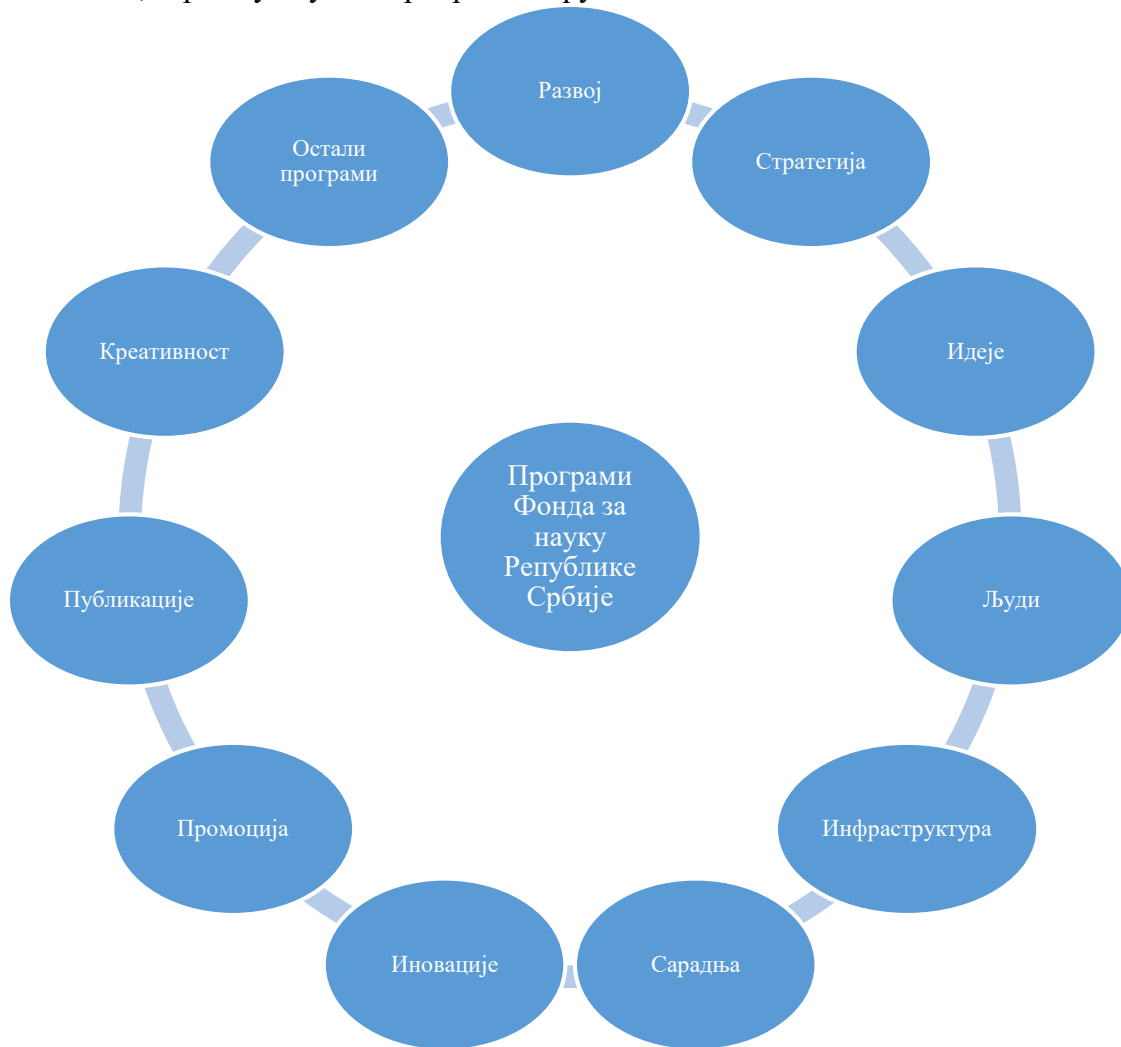 Развој
Стратегија
Идеје
Људи
Инфраструктура
Сарадња
Иновације
Промоција
Публикације
Креативност
Остали
програми
Програми
Фонда за
науку
Републике
Србије